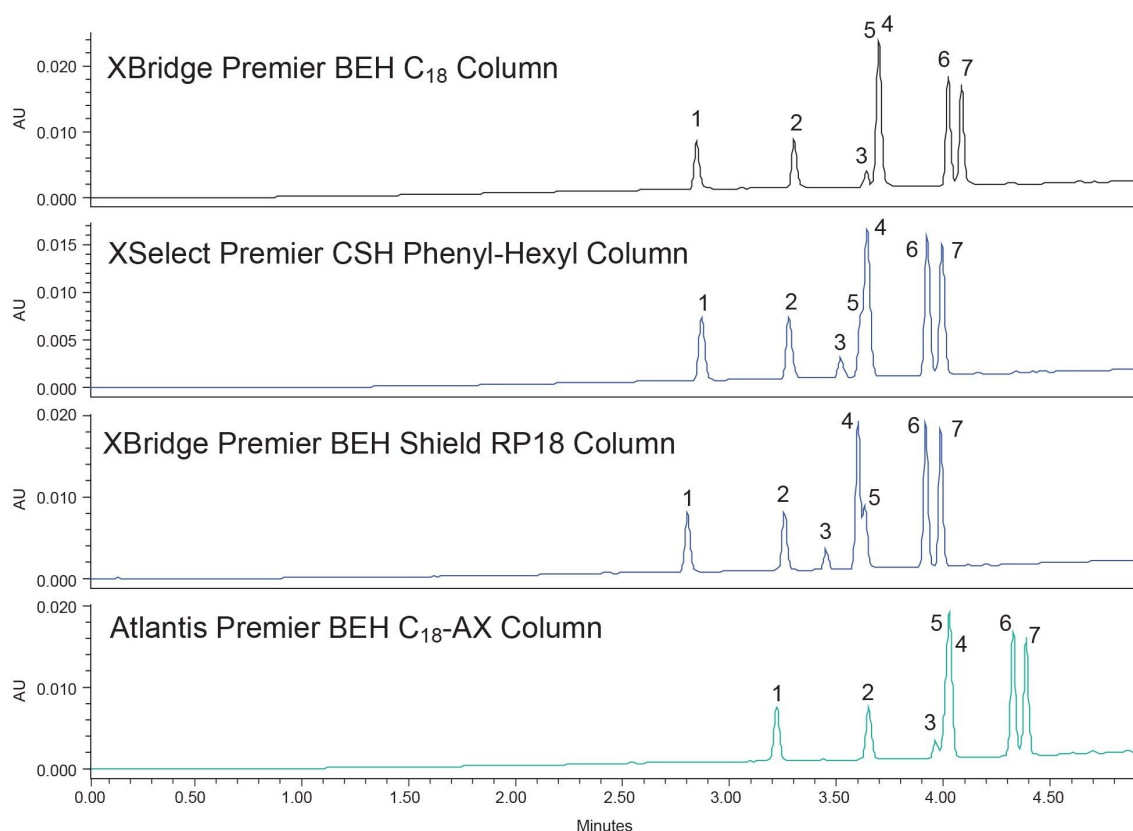 5 4
XBridge Premier BEH C₁₈ Column
6 7
1 2
3
AU
0.020
0.010
0.000
XSelect Premier CSH Phenyl-Hexyl Column
4
6 7
1 2 5
3
AU
0.015
0.010
0.005
0.000
XBridge Premier BEH Shield RP18 Column
4 6 7
1 2 5
3
AU
0.020
0.010
0.000
Atlantis Premier BEH C₁₈-AX Column
5 6
4 7
1 2
3
AU
0.020
0.010
0.000
0.00 0.50 1.00 1.50 2.00 2.50 3.00 3.50 4.00 4.50
Minutes